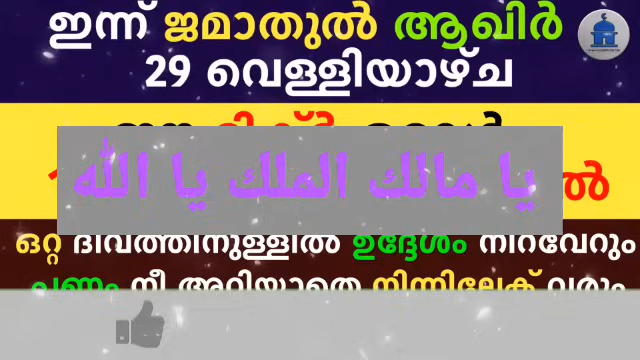 ഇന്ന് ജമാതുൽ ആഖിർ
29 വെള്ളിയാഴ്ച
يا مالك الملك يا الله
ഒറ്റ ദിവസത്തിനുള്ളിൽ ഉദ്ദേശം നിറവേറും
പണം നീ അറിയാതെ നിന്നിലേക് വരും